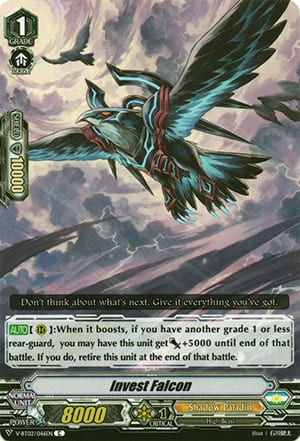 1
GRADE
BOOST
10000
Don't think about what's next. Give it everything you've got.
AUTO [ ]:When it boosts, if you have another grade 1 or less
rear-guard, you may have this unit get +5000 until end of that
battle. If you do, retire this unit at the end of that battle.
Invest Falcon
NORMAL
UNIT
POWER
8000
1
CRITICAL
Shadow Paladin
High Beast
V-BT02/046EN C